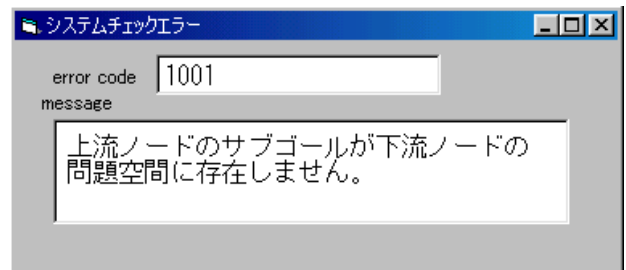 システムチェックエラー
error code 1001
message
上流ノードのサブゴールが下流ノードの
問題空間に存在しません。